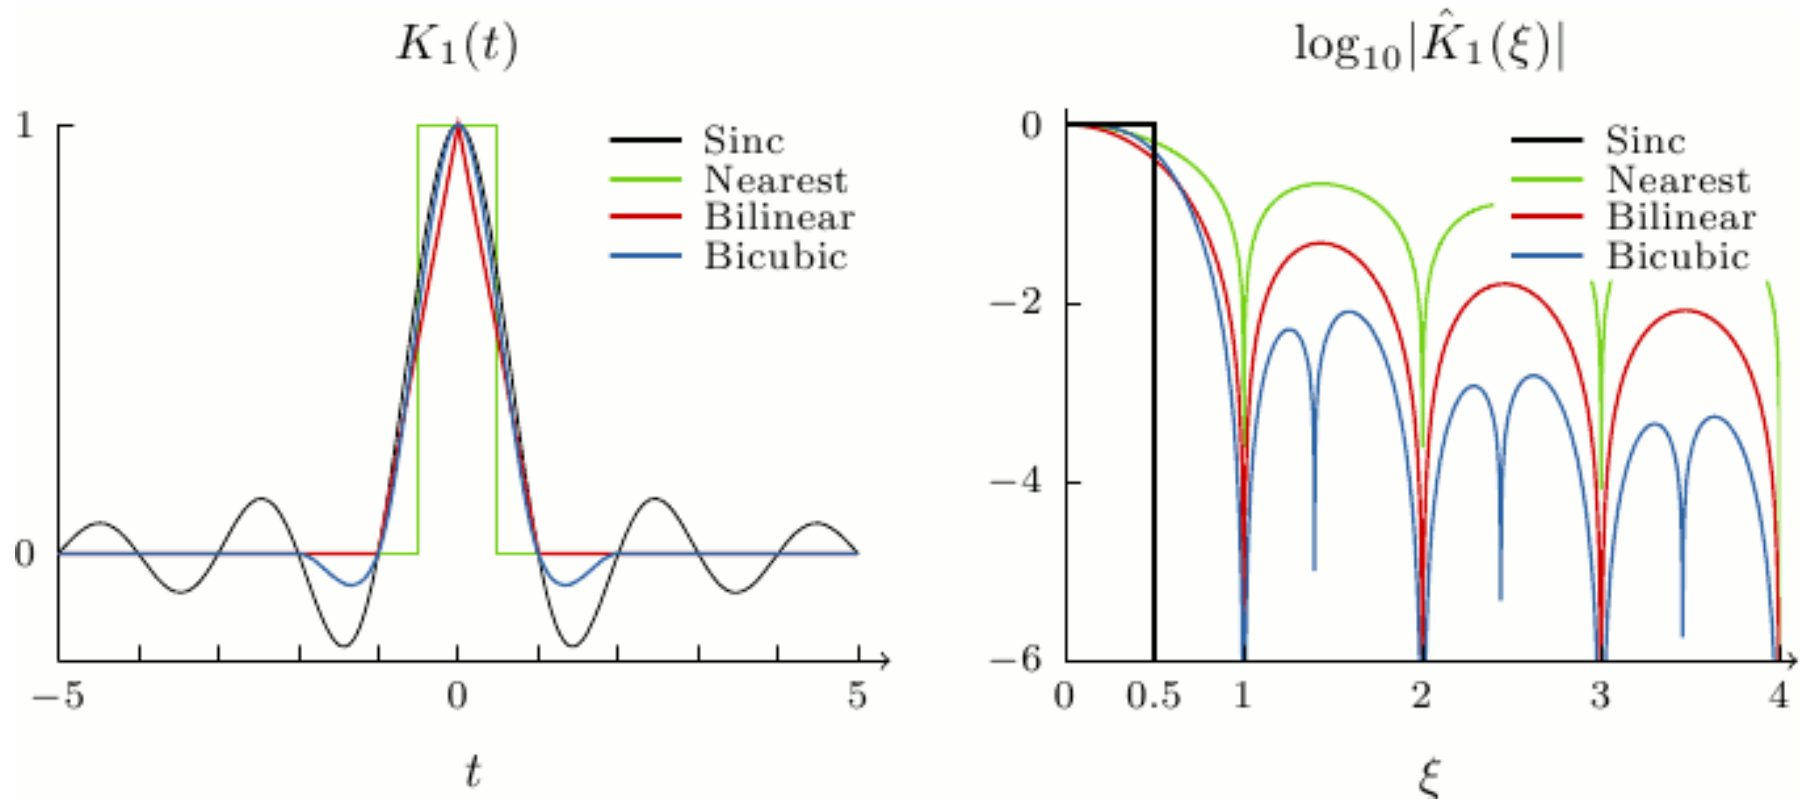 K₁(t)
1
0
Sinc
Nearest
Bilinear
Bicubic
−5 0 5
t
log₁₀|K̂₁(ξ)|
0
−2
−4
−6
Sinc
Nearest
Bilinear
Bicubic
0 0.5 1 2 3 4
ξ